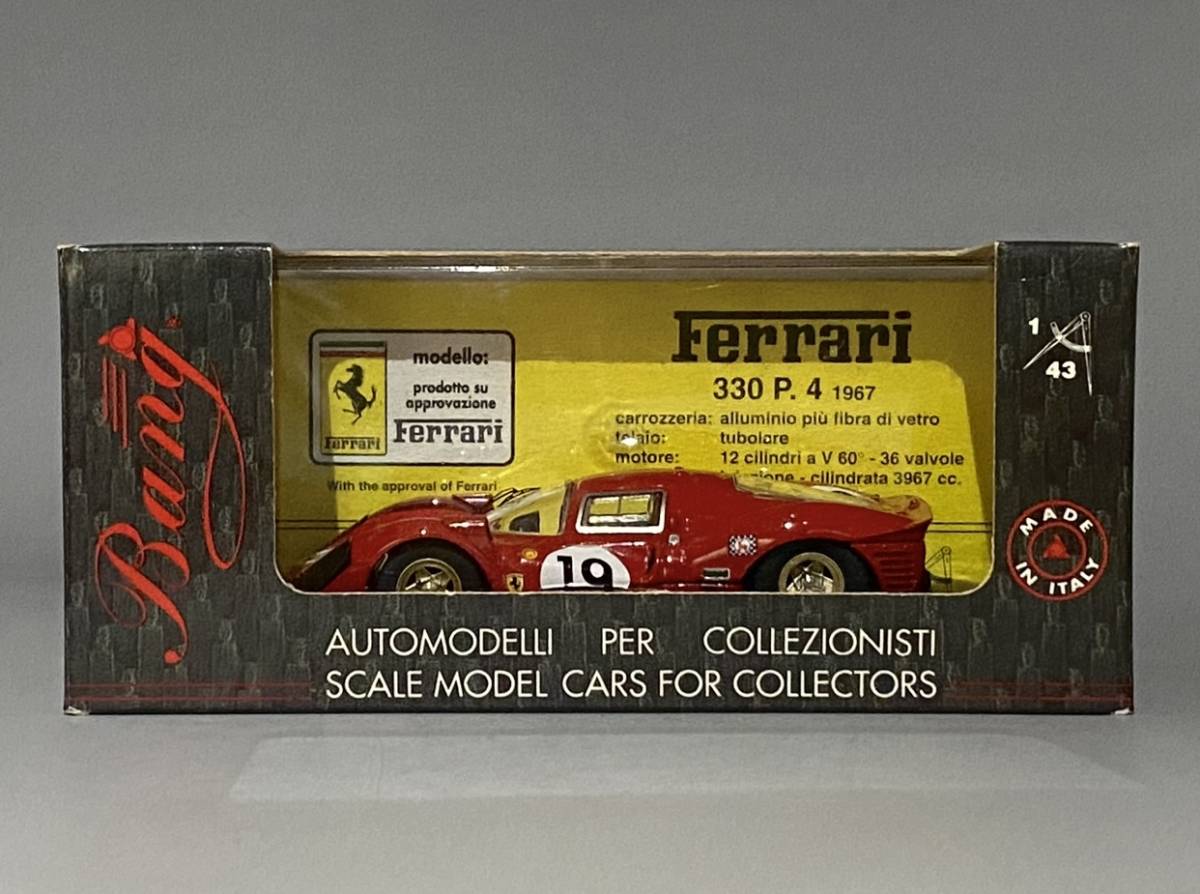 Bang
modello:
prodotto su
approvazione
Ferrari
Ferrari
With the approval of Ferrari
Ferrari
330 P. 4 1967
carrozzeria: alluminio più fibra di vetro
telaio: tubolare
motore: 12 cilindri a V 60° - 36 valvole
- cilindrata 3967 cc.
19
1
43
MADE
IN ITALY
AUTOMODELLI PER COLLEZIONISTI
SCALE MODEL CARS FOR COLLECTORS